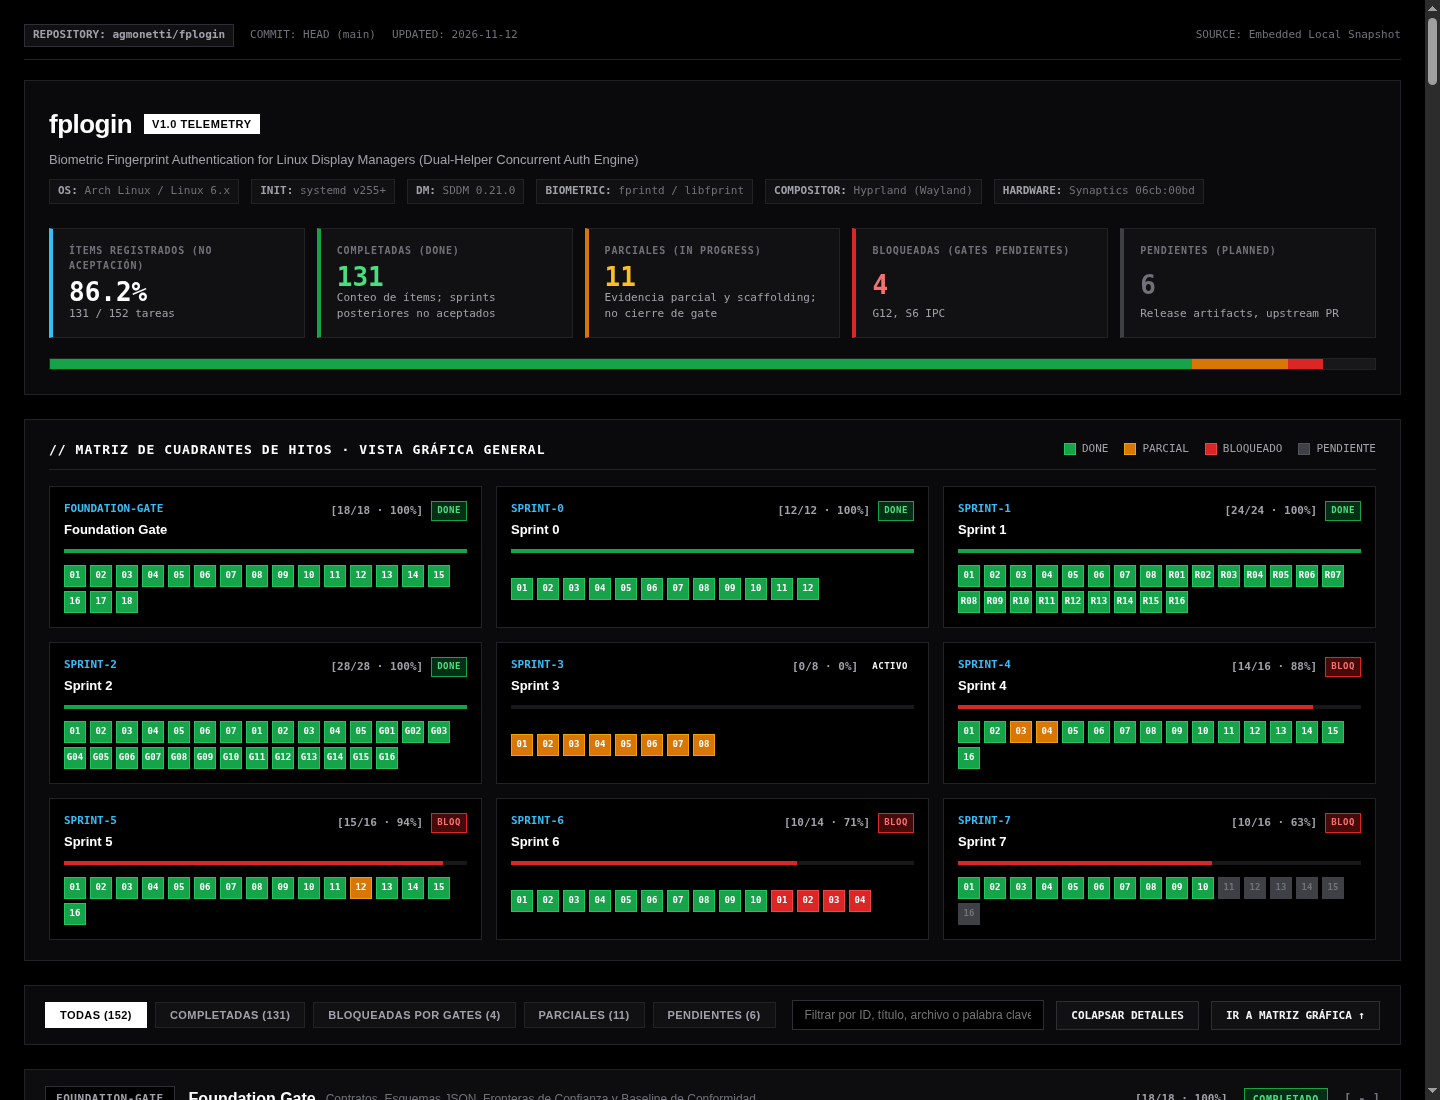 REPOSITORY: agmonetti/fplogin COMMIT: HEAD (main) UPDATED: 2026-11-12 SOURCE: Embedded Local Snapshot
fplogin V1.0 TELEMETRY
Biometric Fingerprint Authentication for Linux Display Managers (Dual-Helper Concurrent Auth Engine)
OS: Arch Linux / Linux 6.x INIT: systemd v255+ DM: SDDM 0.21.0 BIOMETRIC: fprintd / libfprint COMPOSITOR: Hyprland (Wayland) HARDWARE: Synaptics 06cb:00bd
ÍTEMS REGISTRADOS (NO
ACEPTACIÓN)
86.2%
131 / 152 tareas
COMPLETADAS (DONE)
131
Conteo de ítems; sprints
posteriores no aceptados
PARCIALES (IN PROGRESS)
11
Evidencia parcial y scaffolding;
no cierre de gate
BLOQUEADAS (GATES PENDIENTES)
4
G12, S6 IPC
PENDIENTES (PLANNED)
6
Release artifacts, upstream PR
// MATRIZ DE CUADRANTES DE HITOS · VISTA GRÁFICA GENERAL DONE PARCIAL BLOQUEADO PENDIENTE
FOUNDATION-GATE [18/18 · 100%] DONE
Foundation Gate
01 02 03 04 05 06 07 08 09 10 11 12 13 14 15
16 17 18
SPRINT-0 [12/12 · 100%] DONE
Sprint 0
01 02 03 04 05 06 07 08 09 10 11 12
SPRINT-1 [24/24 · 100%] DONE
Sprint 1
01 02 03 04 05 06 07 08 R01 R02 R03 R04 R05 R06 R07
R08 R09 R10 R11 R12 R13 R14 R15 R16
SPRINT-2 [28/28 · 100%] DONE
Sprint 2
01 02 03 04 05 06 07 01 02 03 04 05 G01 G02 G03
G04 G05 G06 G07 G08 G09 G10 G11 G12 G13 G14 G15 G16
SPRINT-3 [0/8 · 0%] ACTIVO
Sprint 3
01 02 03 04 05 06 07 08
SPRINT-4 [14/16 · 88%] BLOQ
Sprint 4
01 02 03 04 05 06 07 08 09 10 11 12 13 14 15
16
SPRINT-5 [15/16 · 94%] BLOQ
Sprint 5
01 02 03 04 05 06 07 08 09 10 11 12 13 14 15
16
SPRINT-6 [10/14 · 71%] BLOQ
Sprint 6
01 02 03 04 05 06 07 08 09 10 01 02 03 04
SPRINT-7 [10/16 · 63%] BLOQ
Sprint 7
01 02 03 04 05 06 07 08 09 10 11 12 13 14 15
16
TODAS (152) COMPLETADAS (131) BLOQUEADAS POR GATES (4) PARCIALES (11) PENDIENTES (6) Filtrar por ID, título, archivo o palabra clave COLAPSAR DETALLES IR A MATRIZ GRÁFICA ↑
FOUNDATION-GATE Foundation Gate Contratos, Esquemas JSON, Fronteras de Confianza y Baseline de Conformidad [18/18 · 100%] COMPLETADO [ - ]